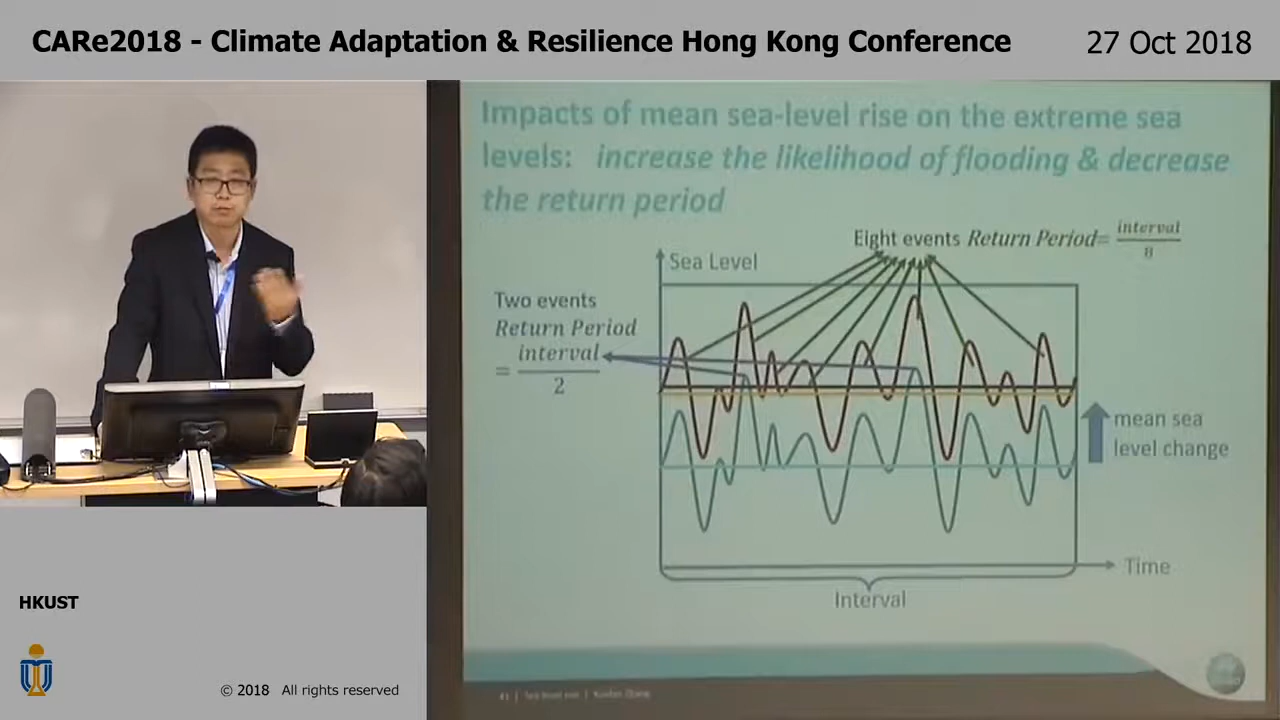 CARe2018 - Climate Adaptation & Resilience Hong Kong Conference
27 Oct 2018
Impacts of mean sea-level rise on the extreme sea
levels: increase the likelihood of flooding & decrease
the return period
Eight events Return Period= interval
8
Sea Level
Two events
Return Period
= interval
2
mean sea
level change
Time
Interval
HKUST
© 2018 All rights reserved